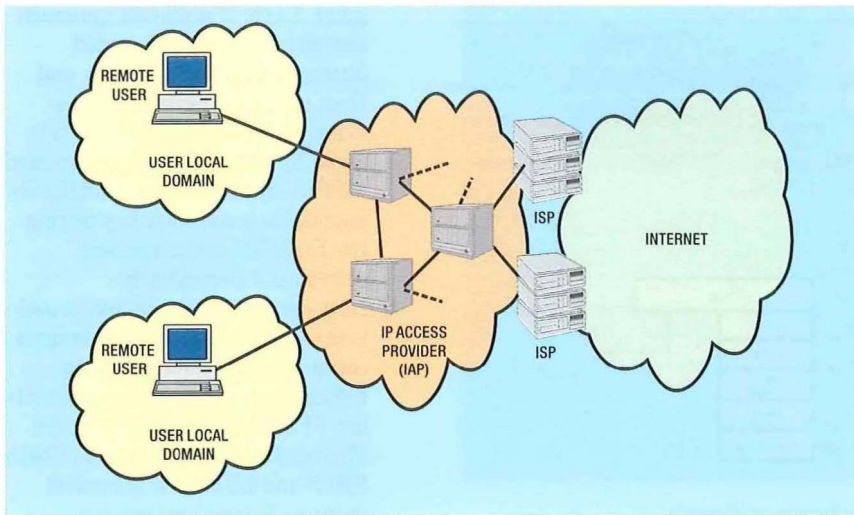 REMOTE
USER
USER LOCAL
DOMAIN
REMOTE
USER
USER LOCAL
DOMAIN
IP ACCESS
PROVIDER
(IAP)
ISP
ISP
INTERNET